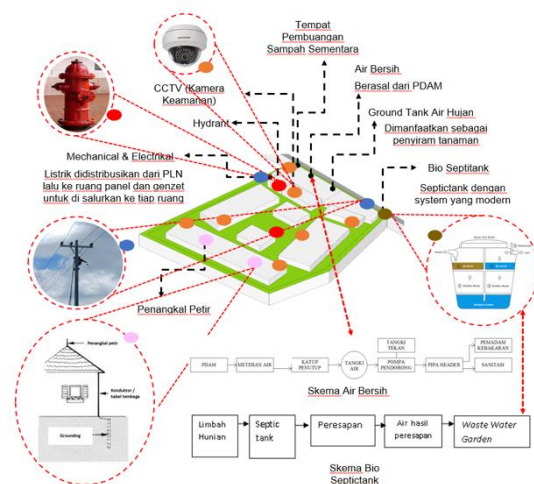 Tempat
Pembuangan
Sampah Sementara
CCTV (Kamera
Keamanan)
Air Bersih
Berasal dari PDAM
Hydrant
Ground Tank Air Hujan
Dimanfaatkan sebagai
penyiram tanaman
Mechanical & Electrikal
Listrik didistribusikan dari PLN
lalu ke ruang panel dan genzet
untuk di salurkan ke tiap ruang
Bio Septitank
Septictank dengan
system yang modern
Penangkal Petir
Penangkal petir
Konduktor /
kabel tembaga
Grounding
TANGKI
TEKAN
PEMADAM
KEBAKARAN
PDAM
METERAN AIR
KATUP
PENUTUP
TANGKI
AIR
POMPA
PENDORONG
PIPA HEADER
SANITASI
Skema Air Bersih
Limbah
Hunian
Septic
tank
Peresapan
Air hasil
peresapan
Waste Water
Garden
Skema Bio
Septictank